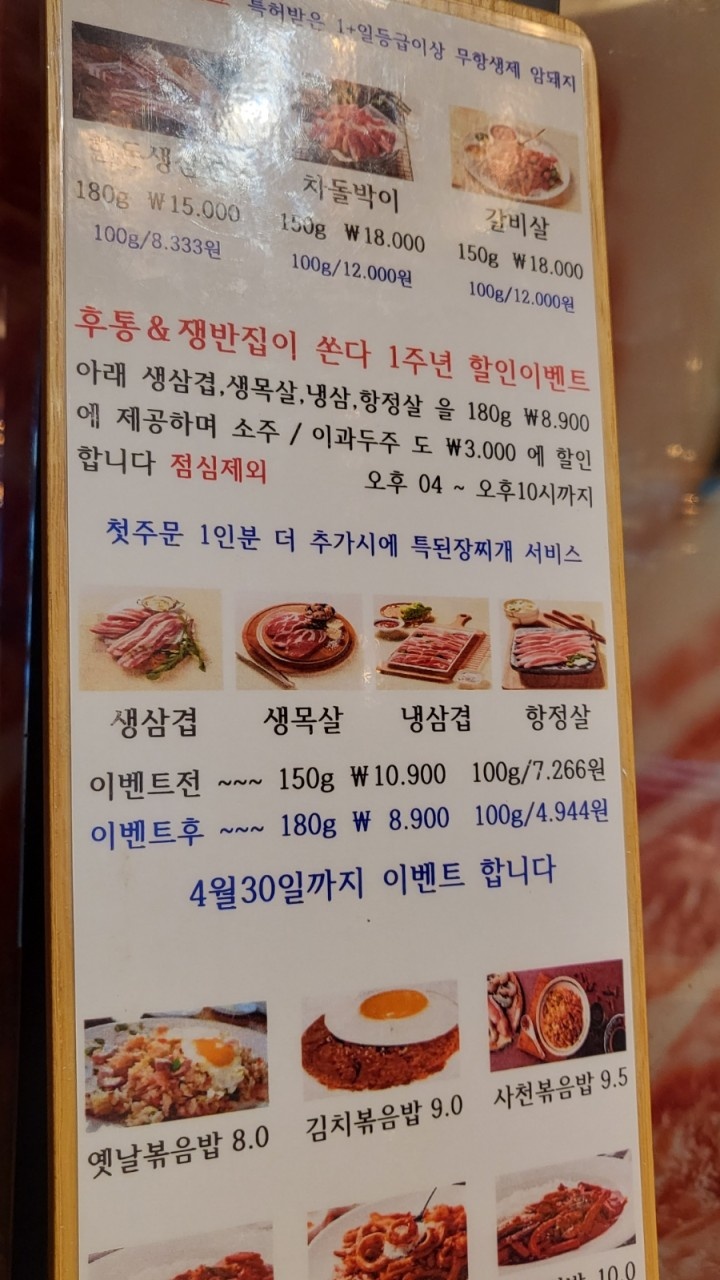 특허받은 1+일등급이상 무항생제 암돼지
차돌박이
갈비살
180g ₩15.000
150g ₩18.000
150g ₩18.000
100g/8.333원
100g/12.000원
100g/12.000원
후통&쟁반집이 쏜다 1주년 할인이벤트
아래 생삼겹,생목살,냉삼,항정살 을 180g ₩8.900
에 제공하며 소주 / 이과두주 도 ₩3.000 에 할인
합니다 점심제외 오후 04 ~ 오후10시까지
첫주문 1인분 더 추가시에 특된장찌개 서비스
생삼겹 생목살 냉삼겹 항정살
이벤트전 ~~~ 150g ₩10.900 100g/7.266원
이벤트후 ~~~ 180g ₩ 8.900 100g/4.944원
4월30일까지 이벤트 합니다
옛날볶음밥 8.0
김치볶음밥 9.0
사천볶음밥 9.5
10.0